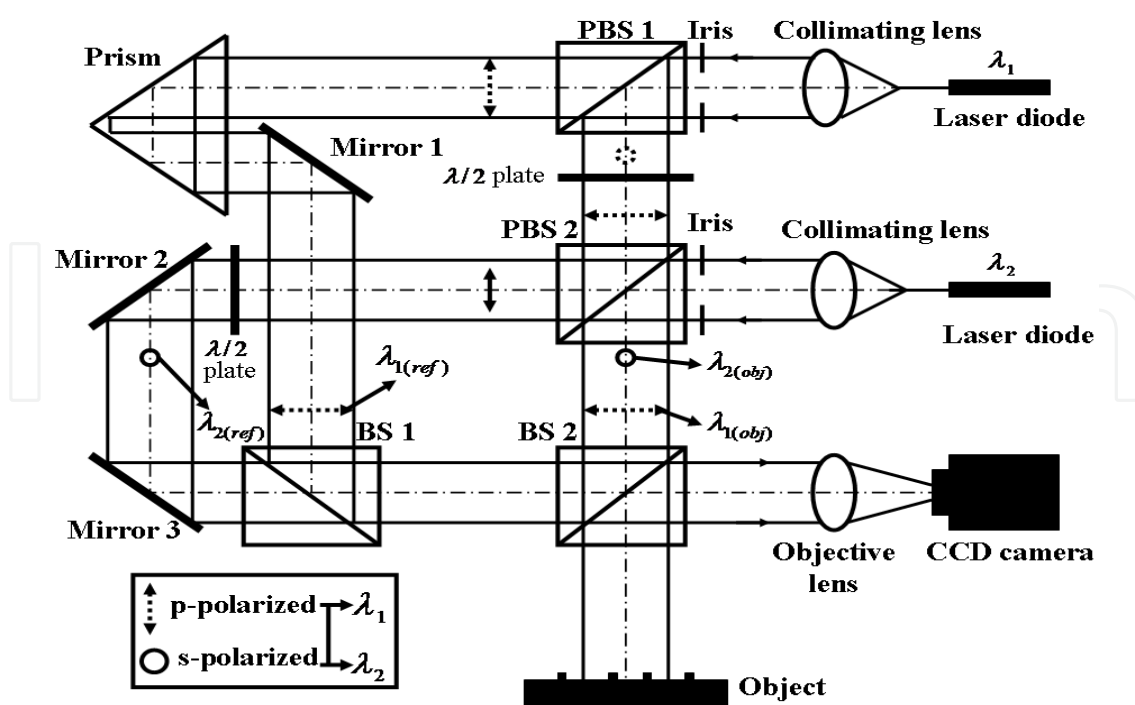 PBS 1
Iris
Collimating lens
Prism
λ₁
Laser diode
Mirror 1
λ/2 plate
PBS 2
Iris
Collimating lens
Mirror 2
λ₂
Laser diode
λ/2
plate
λ₁₍ref₎
λ₂₍obj₎
λ₂₍ref₎
BS 1
BS 2
λ₁₍obj₎
Mirror 3
Objective
lens
CCD camera
p-polarized
λ₁
s-polarized
λ₂
Object